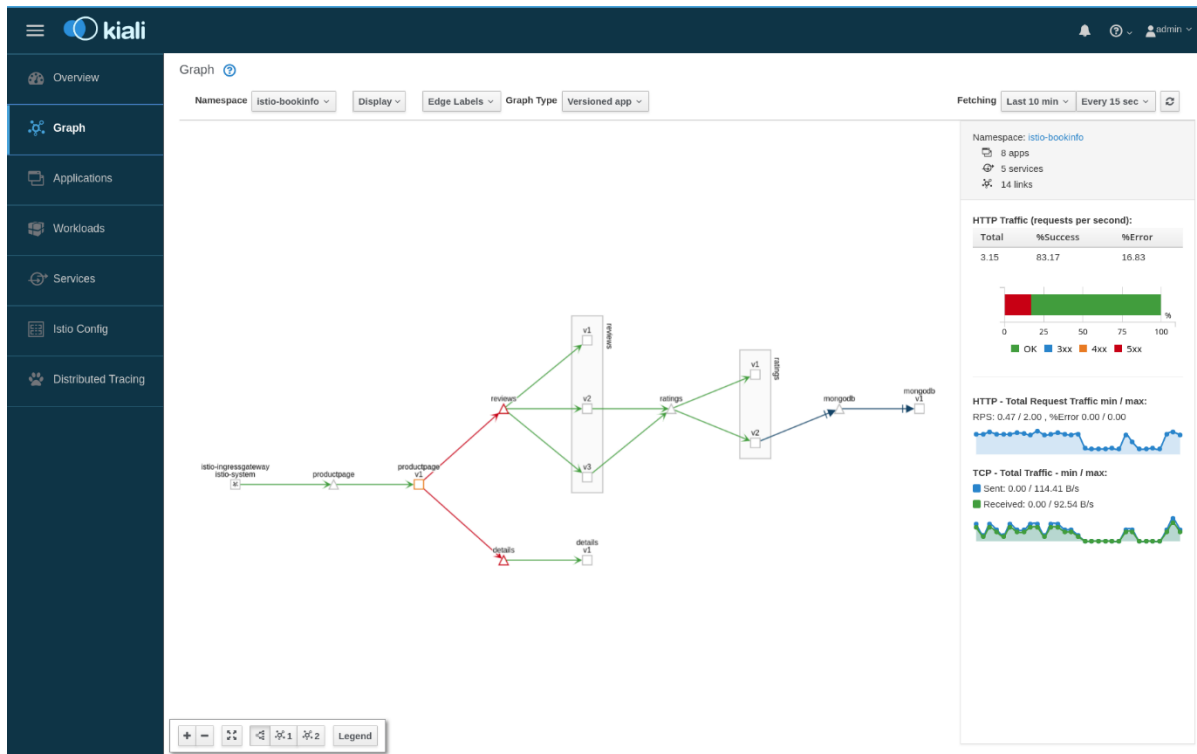 kiali
admin
Overview
Graph
Applications
Workloads
Services
Istio Config
Distributed Tracing
Graph
Namespace istio-bookinfo Display Edge Labels Graph Type Versioned app Fetching Last 10 min Every 15 sec
Namespace: istio-bookinfo
8 apps
5 services
14 links
HTTP Traffic (requests per second):
Total %Success %Error
3.15 83.17 16.83
%
0 25 50 75 100
OK 3xx 4xx 5xx
HTTP - Total Request Traffic min / max:
RPS: 0.47 / 2.00 , %Error 0.00 / 0.00
TCP - Total Traffic - min / max:
Sent: 0.00 / 114.41 B/s
Received: 0.00 / 92.54 B/s
istio-ingressgateway
istio-system
productpage
productpage
v1
reviews
v1
reviews
v2
v3
ratings
v1
ratings
v2
mongodb
mongodb
v1
details
details
v1
+ − 1 2 Legend